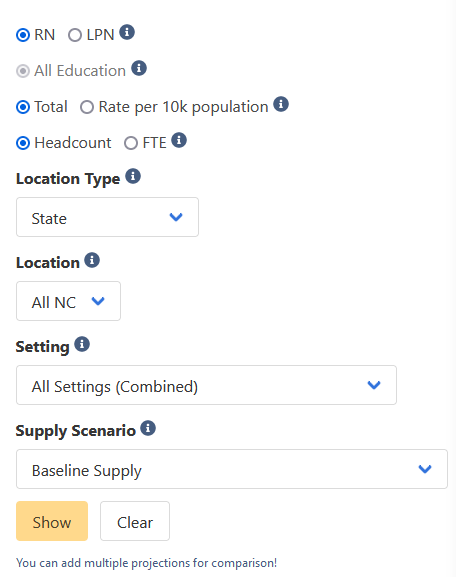 RN LPN
All Education
Total Rate per 10k population
Headcount FTE
Location Type
State
Location
All NC
Setting
All Settings (Combined)
Supply Scenario
Baseline Supply
Show Clear
You can add multiple projections for comparison!